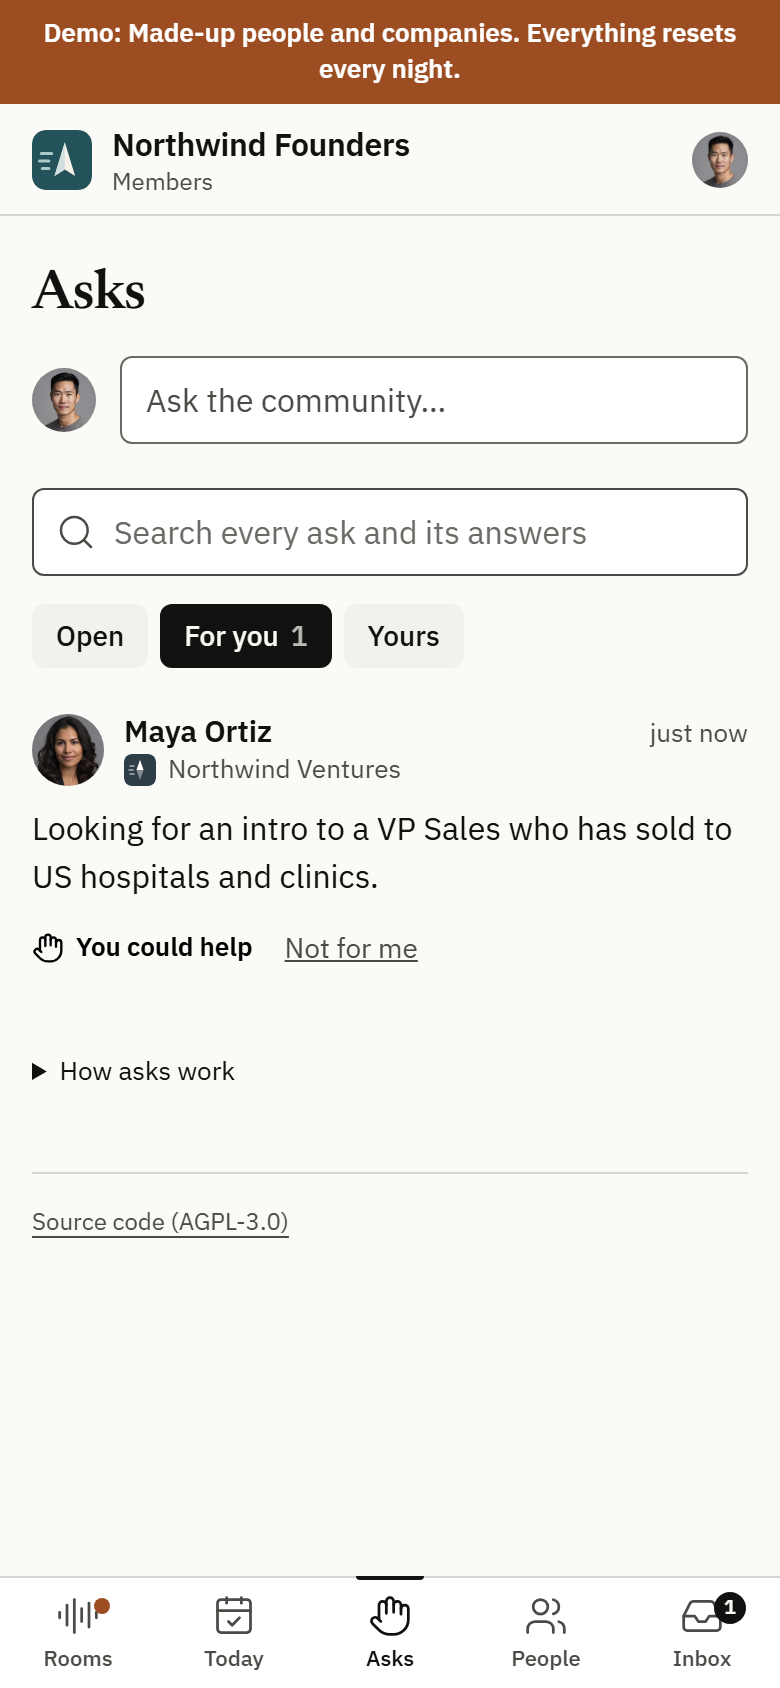 Demo: Made-up people and companies. Everything resets
every night.
Northwind Founders
Members
Asks
Ask the community...
Search every ask and its answers
Open
For you 1
Yours
Maya Ortiz
just now
Northwind Ventures
Looking for an intro to a VP Sales who has sold to
US hospitals and clinics.
You could help
Not for me
How asks work
Source code (AGPL-3.0)
1
Rooms
Today
Asks
People
Inbox